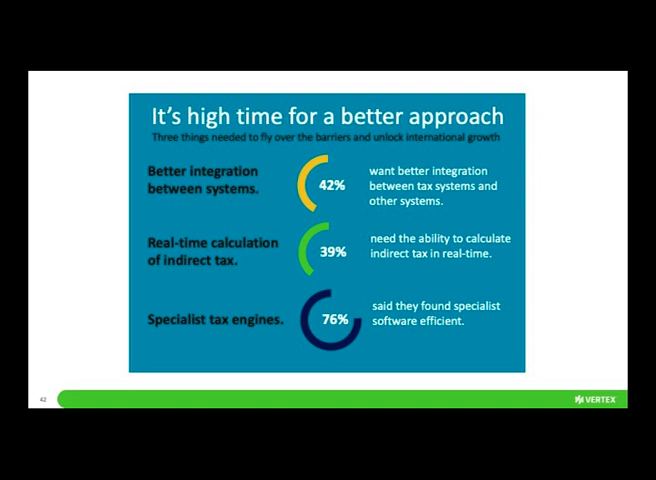 It's high time for a better approach
Three things needed to fly over the barriers and unlock international growth
Better integration
between systems.
42%
want better integration
between tax systems and
other systems.
Real-time calculation
of indirect tax.
39%
need the ability to calculate
indirect tax in real-time.
Specialist tax engines.
76%
said they found specialist
software efficient.
42
VERTEX